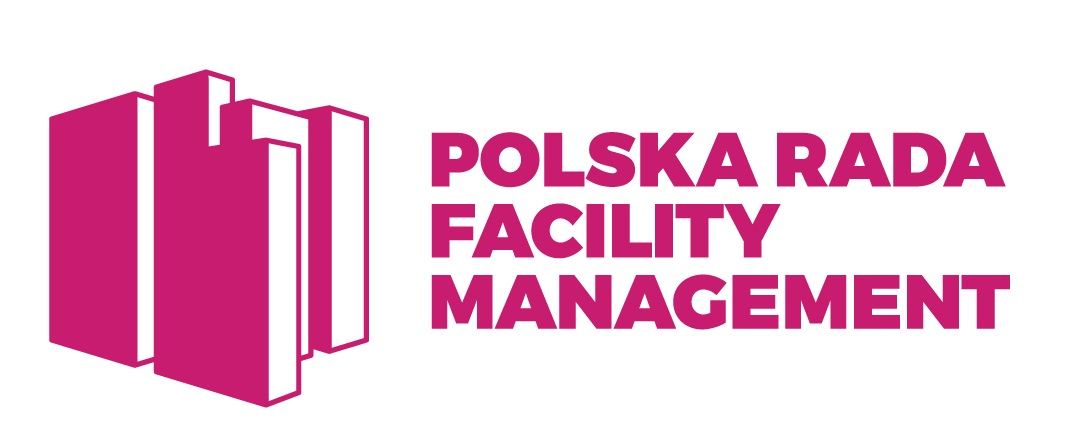 POLSKA RADA
FACILITY
MANAGEMENT